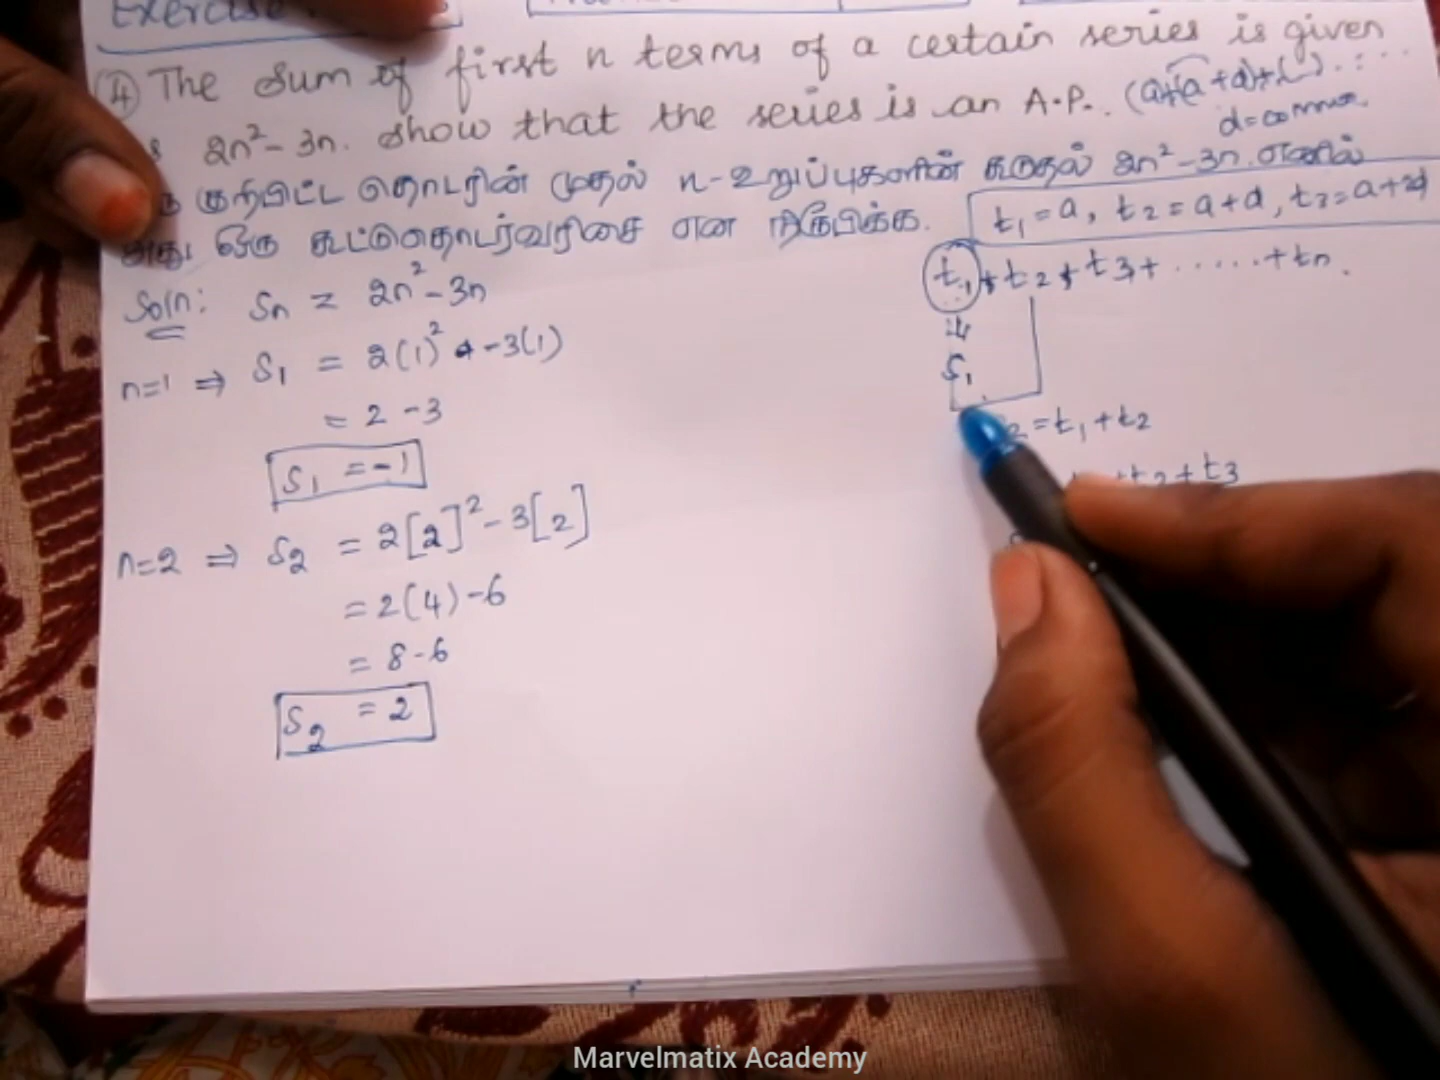 Exercise
(4) The sum of first n terms of a certain series is given
2n² - 3n. Show that the series is an A.P. (a+(a+d)+( ).....
d=common
குறிப்பிட்ட தொடரின் முதல் n-உறுப்புகளின் கூடுதல் 2n² - 3n. எனில்
அது ஒரு கூட்டுதொடர்வரிசை என நிரூபிக்க.
t₁ = a, t₂ = a+d, t₃ = a+2d
t₁ + t₂ + t₃ + ...... + tn.
Soln: Sn = 2n² - 3n
n=1 ⇒ S₁ = 2(1)² - 3(1)
S₁
= 2 - 3
₂ = t₁ + t₂
S₁ = -1
+t₂ + t₃
n=2 ⇒ S₂ = 2[2]² - 3[2]
= 2(4) - 6
= 8 - 6
S₂ = 2
Marvelmatix Academy